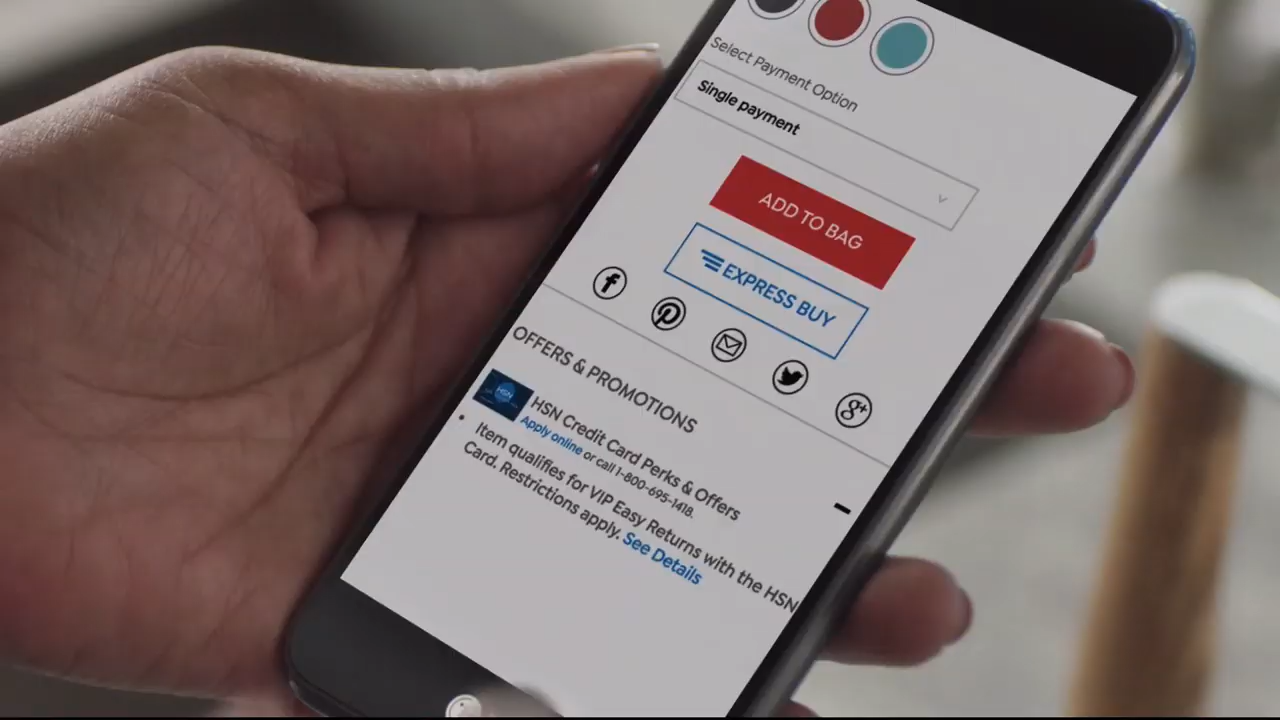 Select Payment Option
Single payment
ADD TO BAG
EXPRESS BUY
OFFERS & PROMOTIONS
HSN
HSN Credit Card Perks & Offers
Apply online or call 1-800-695-1418.
Item qualifies for VIP Easy Returns with the HSN
Card. Restrictions apply. See Details